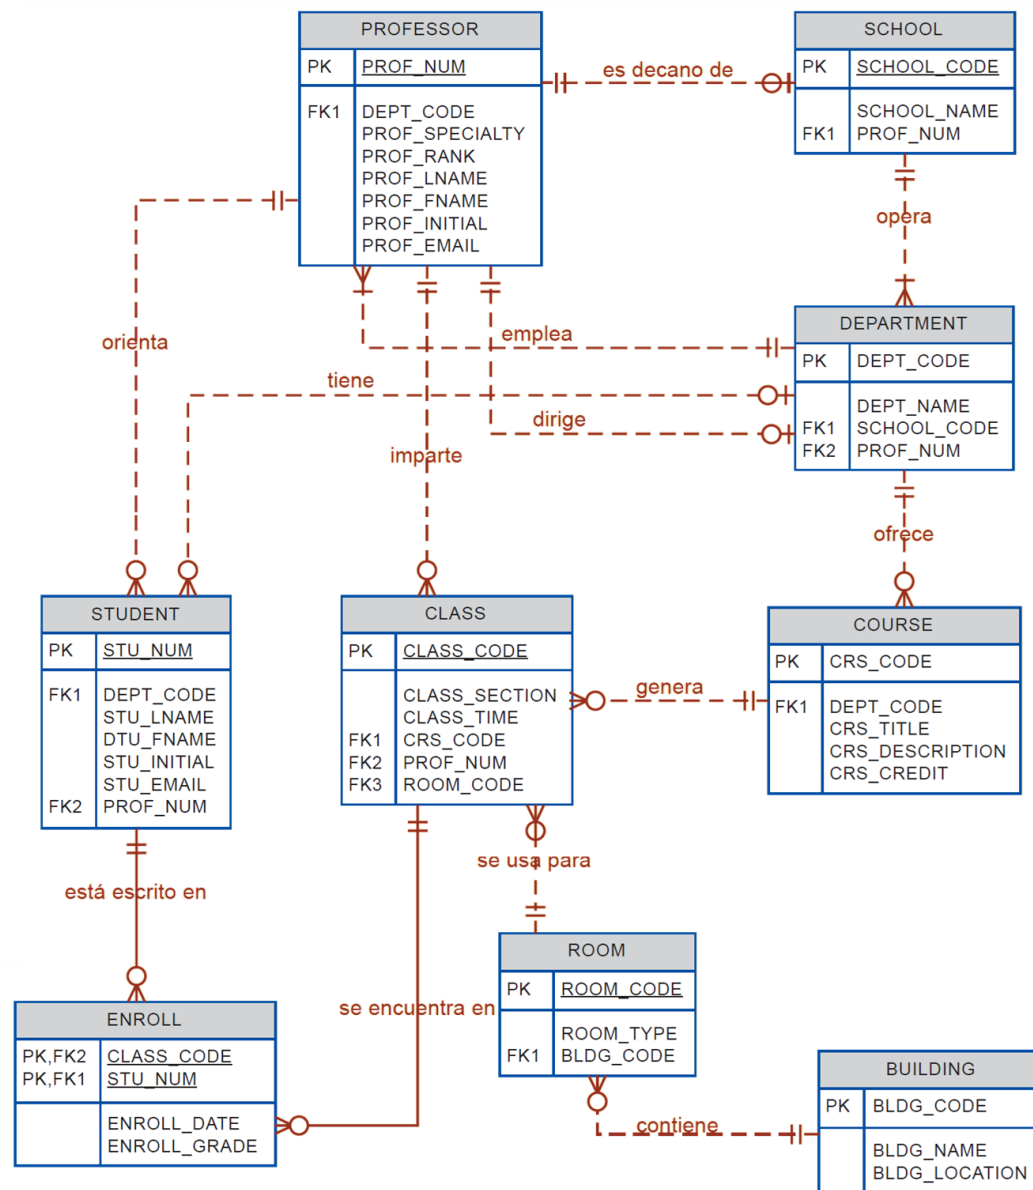 PROFESSOR
PK PROF_NUM
FK1 DEPT_CODE
PROF_SPECIALTY
PROF_RANK
PROF_LNAME
PROF_FNAME
PROF_INITIAL
PROF_EMAIL
es decano de
SCHOOL
PK SCHOOL_CODE
SCHOOL_NAME
FK1 PROF_NUM
opera
orienta
emplea
tiene
dirige
imparte
DEPARTMENT
PK DEPT_CODE
DEPT_NAME
FK1 SCHOOL_CODE
FK2 PROF_NUM
ofrece
STUDENT
PK STU_NUM
FK1 DEPT_CODE
STU_LNAME
DTU_FNAME
STU_INITIAL
STU_EMAIL
FK2 PROF_NUM
CLASS
PK CLASS_CODE
CLASS_SECTION
CLASS_TIME
FK1 CRS_CODE
FK2 PROF_NUM
FK3 ROOM_CODE
genera
COURSE
PK CRS_CODE
FK1 DEPT_CODE
CRS_TITLE
CRS_DESCRIPTION
CRS_CREDIT
está escrito en
se usa para
ROOM
PK ROOM_CODE
ROOM_TYPE
FK1 BLDG_CODE
se encuentra en
ENROLL
PK,FK2 CLASS_CODE
PK,FK1 STU_NUM
ENROLL_DATE
ENROLL_GRADE
contiene
BUILDING
PK BLDG_CODE
BLDG_NAME
BLDG_LOCATION